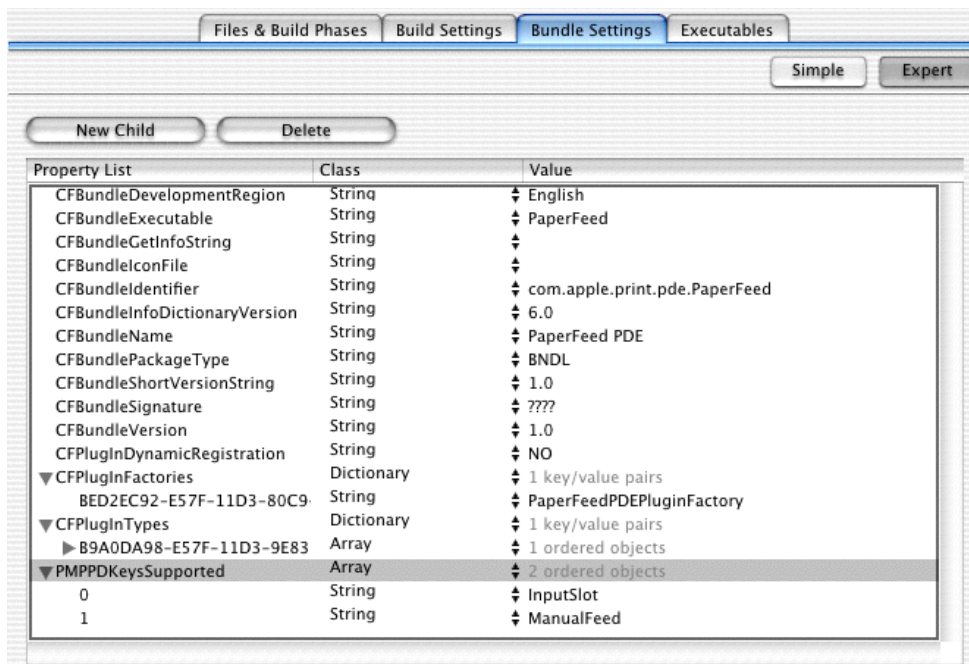 Files & Build Phases Build Settings Bundle Settings Executables
Simple Expert
New Child Delete
Property List Class Value
CFBundleDevelopmentRegion String English
CFBundleExecutable String PaperFeed
CFBundleGetInfoString String
CFBundleIconFile String
CFBundleIdentifier String com.apple.print.pde.PaperFeed
CFBundleInfoDictionaryVersion String 6.0
CFBundleName String PaperFeed PDE
CFBundlePackageType String BNDL
CFBundleShortVersionString String 1.0
CFBundleSignature String ????
CFBundleVersion String 1.0
CFPlugInDynamicRegistration String NO
CFPlugInFactories Dictionary 1 key/value pairs
BED2EC92-E57F-11D3-80C9- String PaperFeedPDEPluginFactory
CFPlugInTypes Dictionary 1 key/value pairs
B9A0DA98-E57F-11D3-9E83 Array 1 ordered objects
PMPPDKeysSupported Array 2 ordered objects
0 String InputSlot
1 String ManualFeed